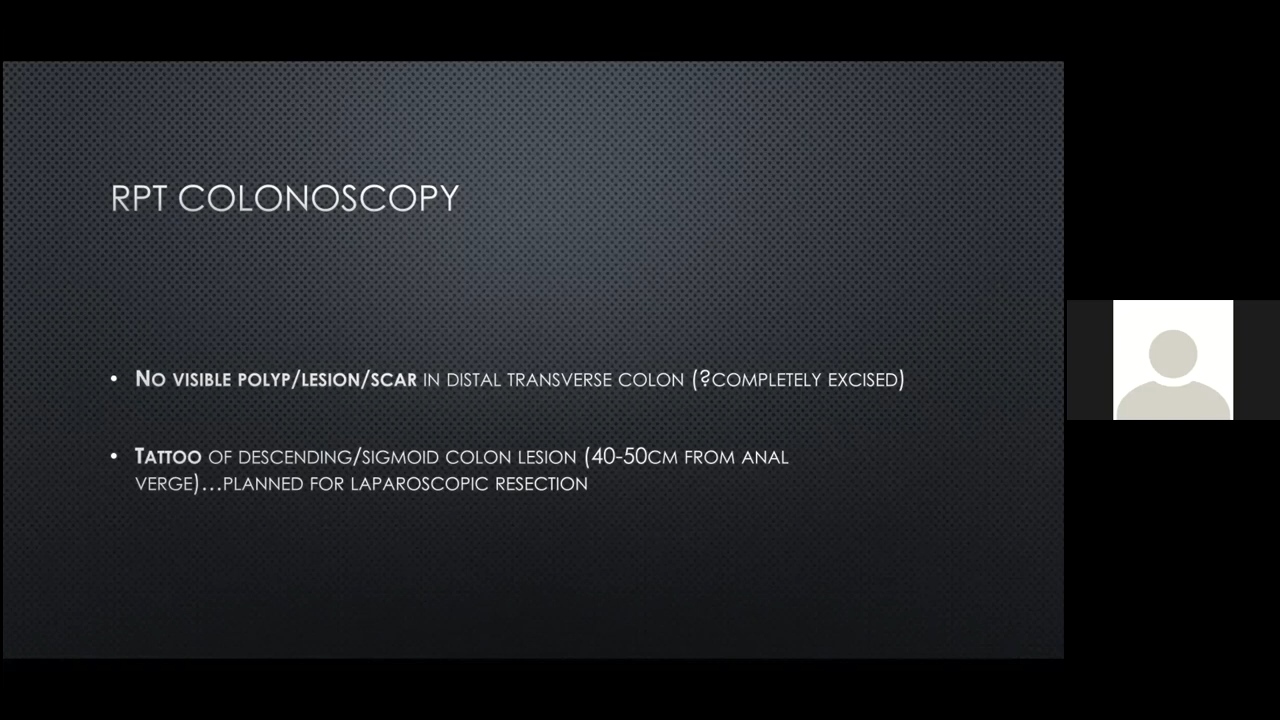 RPT COLONOSCOPY
• NO VISIBLE POLYP/LESION/SCAR IN DISTAL TRANSVERSE COLON (?COMPLETELY EXCISED)
• TATTOO OF DESCENDING/SIGMOID COLON LESION (40-50CM FROM ANAL
VERGE)...PLANNED FOR LAPAROSCOPIC RESECTION